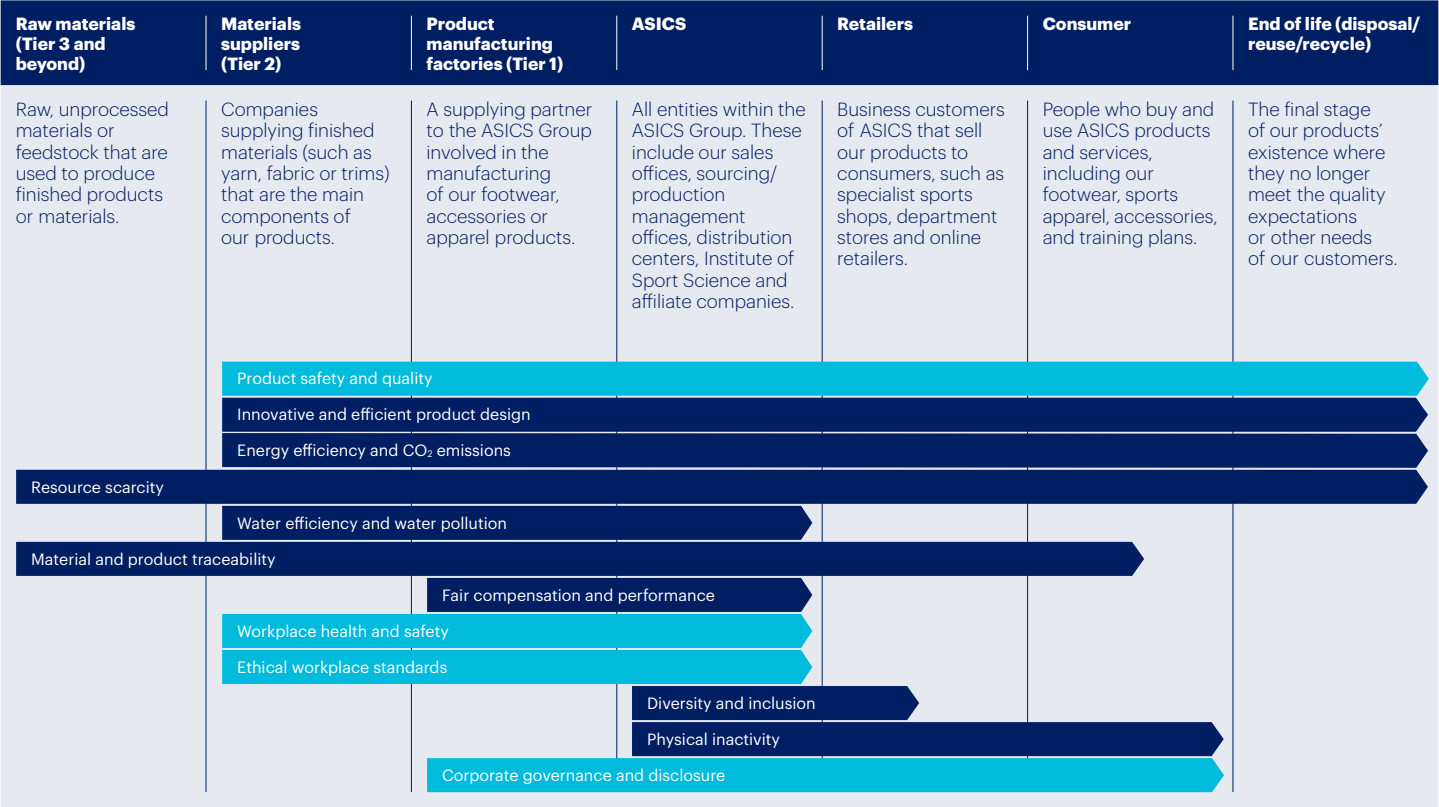 Raw materials
(Tier 3 and
beyond)
Materials
suppliers
(Tier 2)
Product
manufacturing
factories (Tier 1)
ASICS
Retailers
Consumer
End of life (disposal/
reuse/recycle)
Raw, unprocessed
materials or
feedstock that are
used to produce
finished products
or materials.
Companies
supplying finished
materials (such as
yarn, fabric or trims)
that are the main
components of
our products.
A supplying partner
to the ASICS Group
involved in the
manufacturing
of our footwear,
accessories or
apparel products.
All entities within the
ASICS Group. These
include our sales
offices, sourcing/
production
management
offices, distribution
centers, Institute of
Sport Science and
affiliate companies.
Business customers
of ASICS that sell
our products to
consumers, such as
specialist sports
shops, department
stores and online
retailers.
People who buy and
use ASICS products
and services,
including our
footwear, sports
apparel, accessories,
and training plans.
The final stage
of our products’
existence where
they no longer
meet the quality
expectations
or other needs
of our customers.
Product safety and quality
Innovative and efficient product design
Energy efficiency and CO₂ emissions
Resource scarcity
Water efficiency and water pollution
Material and product traceability
Fair compensation and performance
Workplace health and safety
Ethical workplace standards
Diversity and inclusion
Physical inactivity
Corporate governance and disclosure